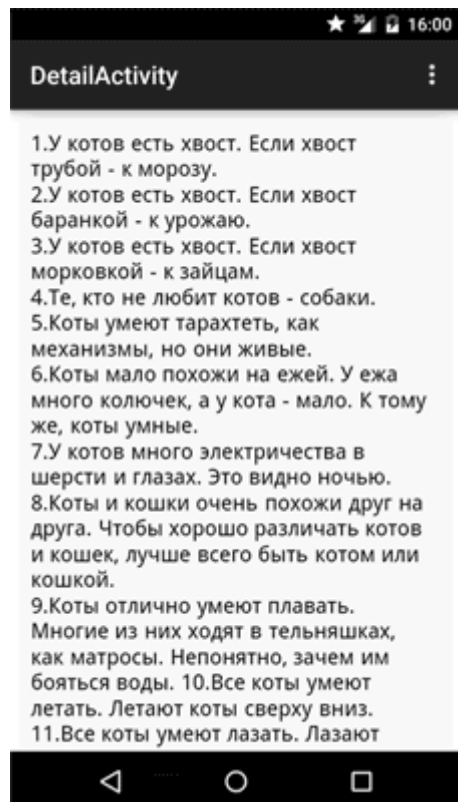 3G 16:00
DetailActivity
1.У котов есть хвост. Если хвост
трубой - к морозу.
2.У котов есть хвост. Если хвост
баранкой - к урожаю.
3.У котов есть хвост. Если хвост
морковкой - к зайцам.
4.Те, кто не любит котов - собаки.
5.Коты умеют тарахтеть, как
механизмы, но они живые.
6.Коты мало похожи на ежей. У ежа
много колючек, а у кота - мало. К тому
же, коты умные.
7.У котов много электричества в
шерсти и глазах. Это видно ночью.
8.Коты и кошки очень похожи друг на
друга. Чтобы хорошо различать котов
и кошек, лучше всего быть котом или
кошкой.
9.Коты отлично умеют плавать.
Многие из них ходят в тельняшках,
как матросы. Непонятно, зачем им
бояться воды. 10.Все коты умеют
летать. Летают коты сверху вниз.
11.Все коты умеют лазать. Лазают